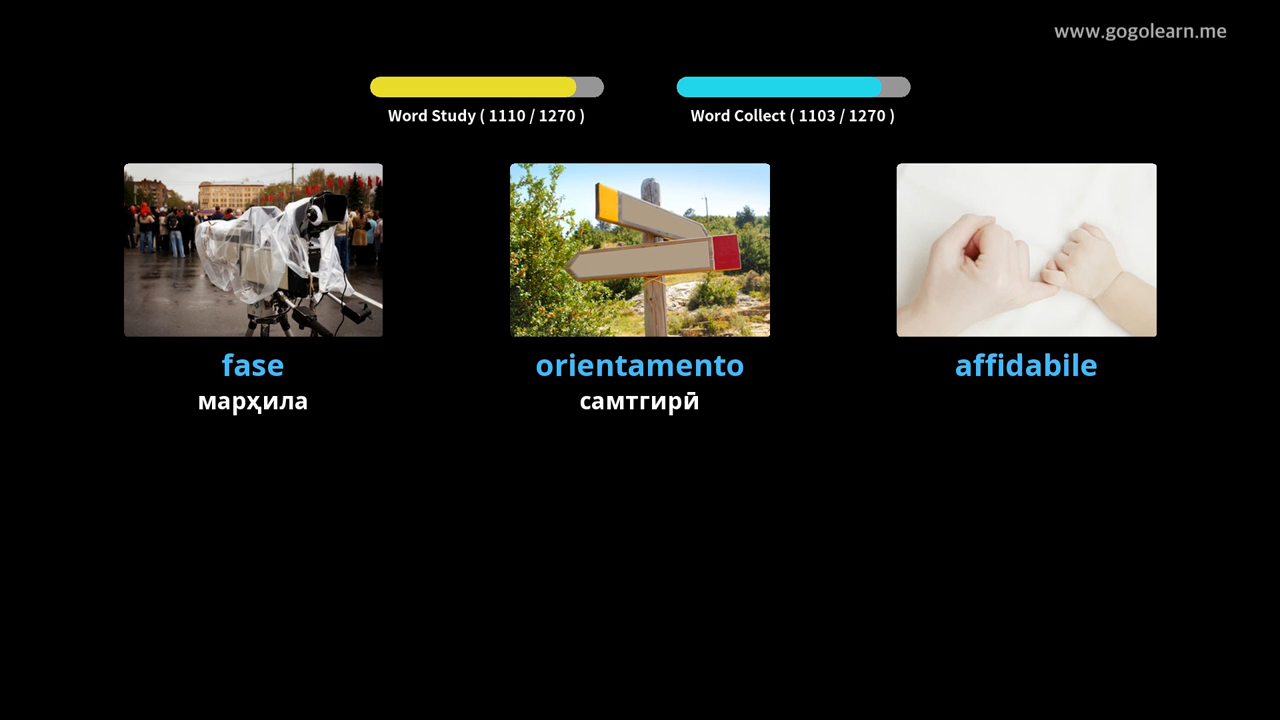 www.gogolearn.me
Word Study ( 1110 / 1270 )
Word Collect ( 1103 / 1270 )
fase
марҳила
orientamento
самтгирӣ
affidabile